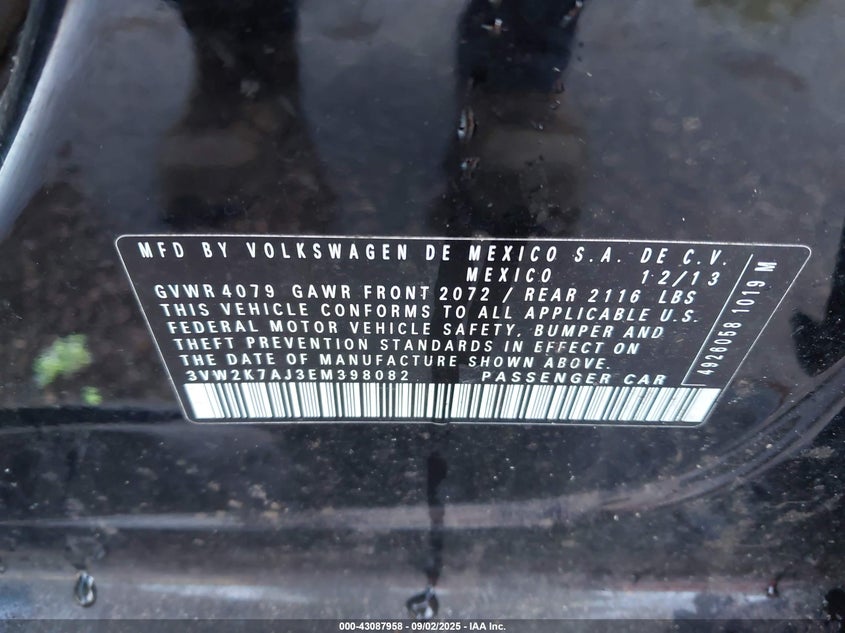 MFD BY VOLKSWAGEN DE MEXICO S.A. DE C.V.
MEXICO 12/13
GVWR 4079 GAWR FRONT 2072 / REAR 2116 LBS
THIS VEHICLE CONFORMS TO ALL APPLICABLE U.S.
FEDERAL MOTOR VEHICLE SAFETY, BUMPER AND
THEFT PREVENTION STANDARDS IN EFFECT ON
THE DATE OF MANUFACTURE SHOWN ABOVE.
3VW2K7AJ3EM398082 PASSENGER CAR
4926058 1019 M
000-43087958 - 09/02/2025 - IAA Inc.